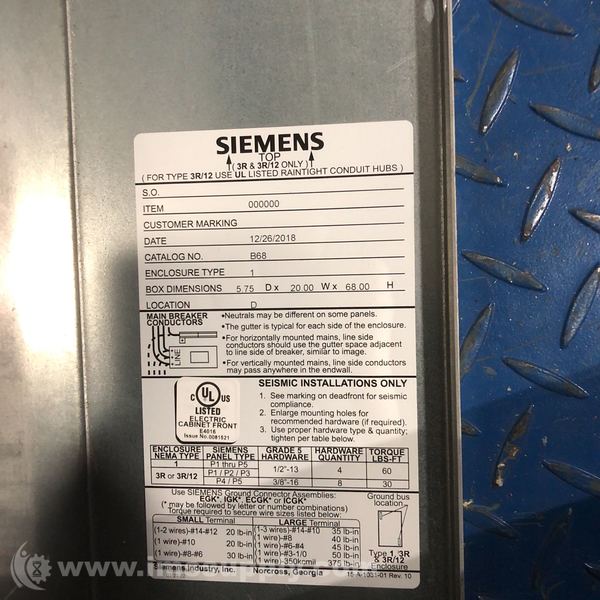 SIEMENS
TOP
( 3R & 3R/12 ONLY )
( FOR TYPE 3R/12 USE UL LISTED RAINTIGHT CONDUIT HUBS )
S.O.
ITEM 000000
CUSTOMER MARKING
DATE 12/26/2018
CATALOG NO. B68
ENCLOSURE TYPE 1
BOX DIMENSIONS 5.75 D x 20.00 W x 68.00 H
LOCATION D
MAIN BREAKER CONDUCTORS
LINE
•Neutrals may be different on some panels.
•The gutter is typical for each side of the enclosure.
•For horizontally mounted mains, line side
conductors should use the gutter space adjacent
to line side of breaker, similar to image.
•For vertically mounted mains, line side conductors
may pass anywhere in the endwall.
C UL US
LISTED
ELECTRIC
CABINET FRONT
E4016
Issue No.0081521
SEISMIC INSTALLATIONS ONLY
1. See marking on deadfront for seismic
compliance.
2. Enlarge mounting holes for
recommended hardware (if required).
3. Use proper hardware type & quantity;
tighten per table below.
ENCLOSURE NEMA TYPE SIEMENS PANEL TYPE GRADE 5 HARDWARE HARDWARE QUANTITY TORQUE LBS-FT
1 P1 thru P5 1/2"-13 4 60
3R or 3R/12 P1 / P2 / P3
P4 / P5 3/8"-16 8 30
Use SIEMENS Ground Connector Assemblies:
EGK*, IGK*, ECGK* or ICGK*
(* may be followed by letter or number combinations)
Torque required to secure wire sizes listed below:
SMALL Terminal LARGE Terminal
(1-2 wires)-#14-#12 20 lb-in (1-3 wires)-#14-#10 35 lb-in
(1 wire)-#10 20 lb-in (1 wire)-#8 40 lb-in
(1 wire)-#8-#6 30 lb-in (1 wire)-#6-#4 45 lb-in
(1 wire)-#3-1/0 50 lb-in
(1 wire)-350kcmil 375 lb-in
Ground bus location
Type 1, 3R & 3R/12 Enclosure
Siemens Industry, Inc. Norcross, Georgia 15-A-1031-01 Rev. 10